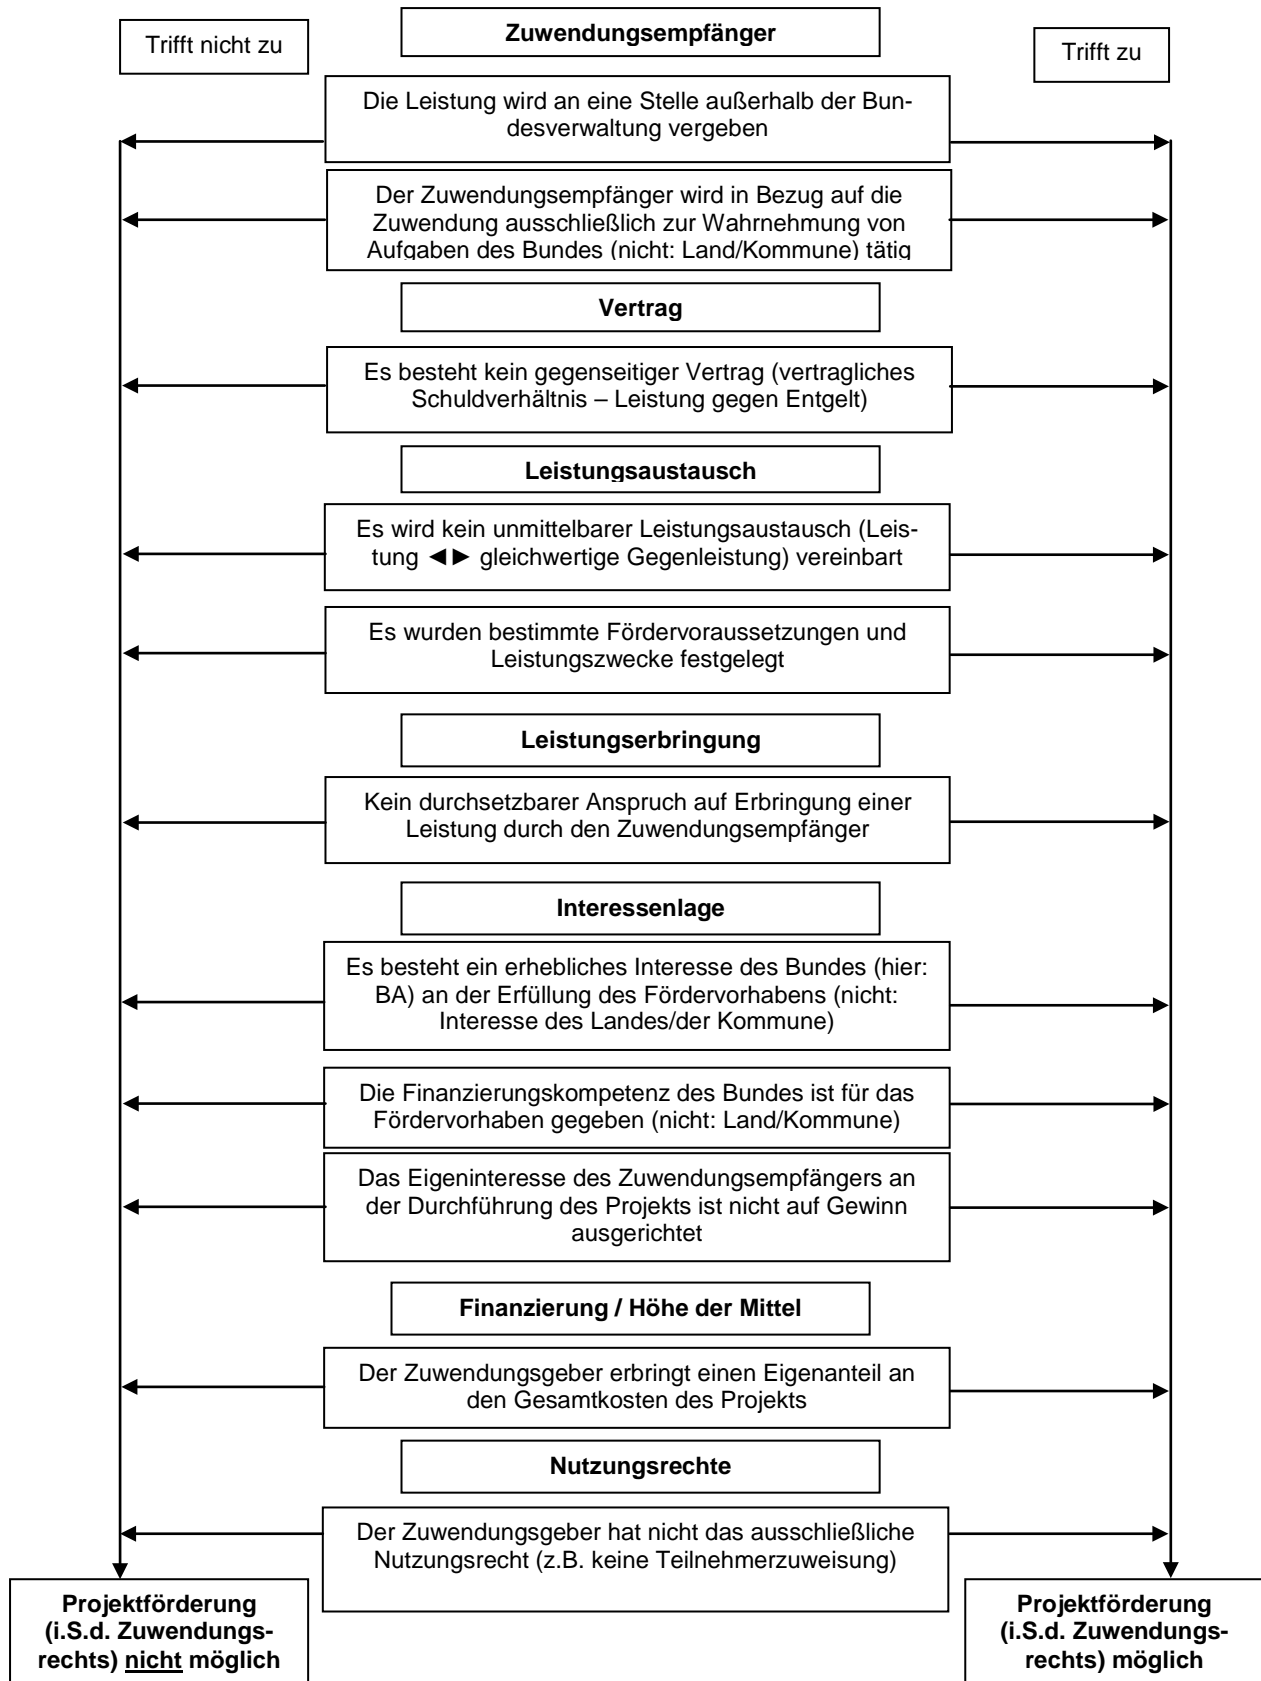 Trifft nicht zu
Zuwendungsempfänger
Trifft zu
Die Leistung wird an eine Stelle außerhalb der Bun-
desverwaltung vergeben
Der Zuwendungsempfänger wird in Bezug auf die
Zuwendung ausschließlich zur Wahrnehmung von
Aufgaben des Bundes (nicht: Land/Kommune) tätig
Vertrag
Es besteht kein gegenseitiger Vertrag (vertragliches
Schuldverhältnis – Leistung gegen Entgelt)
Leistungsaustausch
Es wird kein unmittelbarer Leistungsaustausch (Leis-
tung ◄► gleichwertige Gegenleistung) vereinbart
Es wurden bestimmte Fördervoraussetzungen und
Leistungszwecke festgelegt
Leistungserbringung
Kein durchsetzbarer Anspruch auf Erbringung einer
Leistung durch den Zuwendungsempfänger
Interessenlage
Es besteht ein erhebliches Interesse des Bundes (hier:
BA) an der Erfüllung des Fördervorhabens (nicht:
Interesse des Landes/der Kommune)
Die Finanzierungskompetenz des Bundes ist für das
Fördervorhaben gegeben (nicht: Land/Kommune)
Das Eigeninteresse des Zuwendungsempfängers an
der Durchführung des Projekts ist nicht auf Gewinn
ausgerichtet
Finanzierung / Höhe der Mittel
Der Zuwendungsgeber erbringt einen Eigenanteil an
den Gesamtkosten des Projekts
Nutzungsrechte
Der Zuwendungsgeber hat nicht das ausschließliche
Nutzungsrecht (z.B. keine Teilnehmerzuweisung)
Projektförderung
(i.S.d. Zuwendungs-
rechts) nicht möglich
Projektförderung
(i.S.d. Zuwendungs-
rechts) möglich